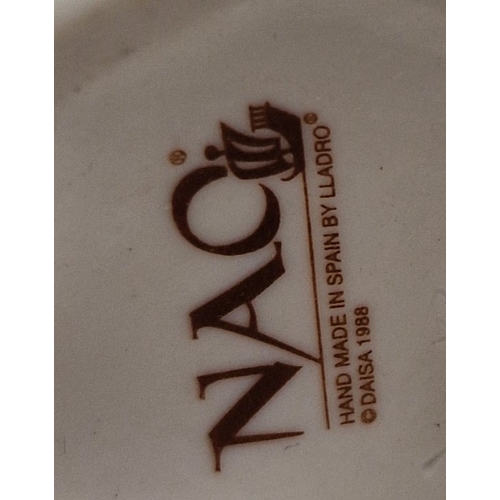 NAO®
HAND MADE IN SPAIN BY LLADRO®
© DAISA 1988